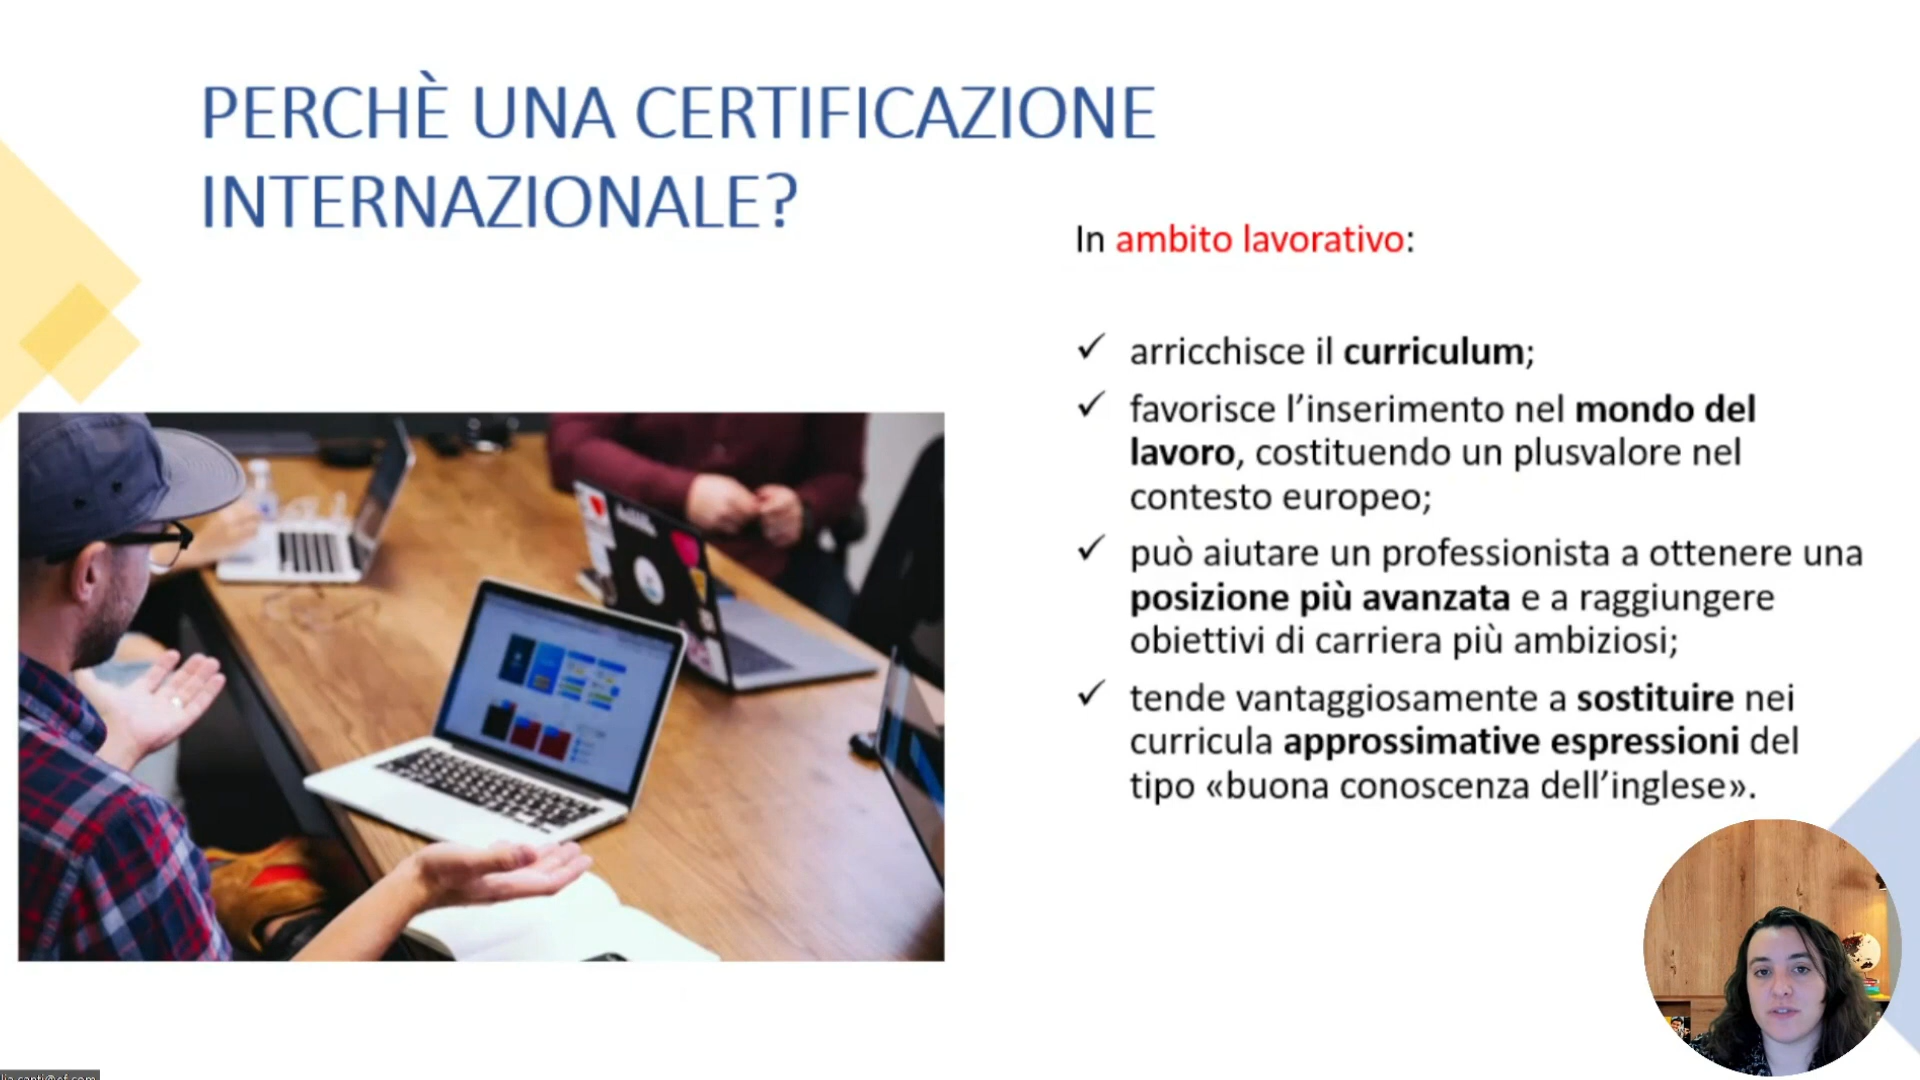 PERCHÈ UNA CERTIFICAZIONE
INTERNAZIONALE?
In ambito lavorativo:
✓ arricchisce il curriculum;
✓ favorisce l’inserimento nel mondo del
lavoro, costituendo un plusvalore nel
contesto europeo;
✓ può aiutare un professionista a ottenere una
posizione più avanzata e a raggiungere
obiettivi di carriera più ambiziosi;
✓ tende vantaggiosamente a sostituire nei
curricula approssimative espressioni del
tipo «buona conoscenza dell’inglese».